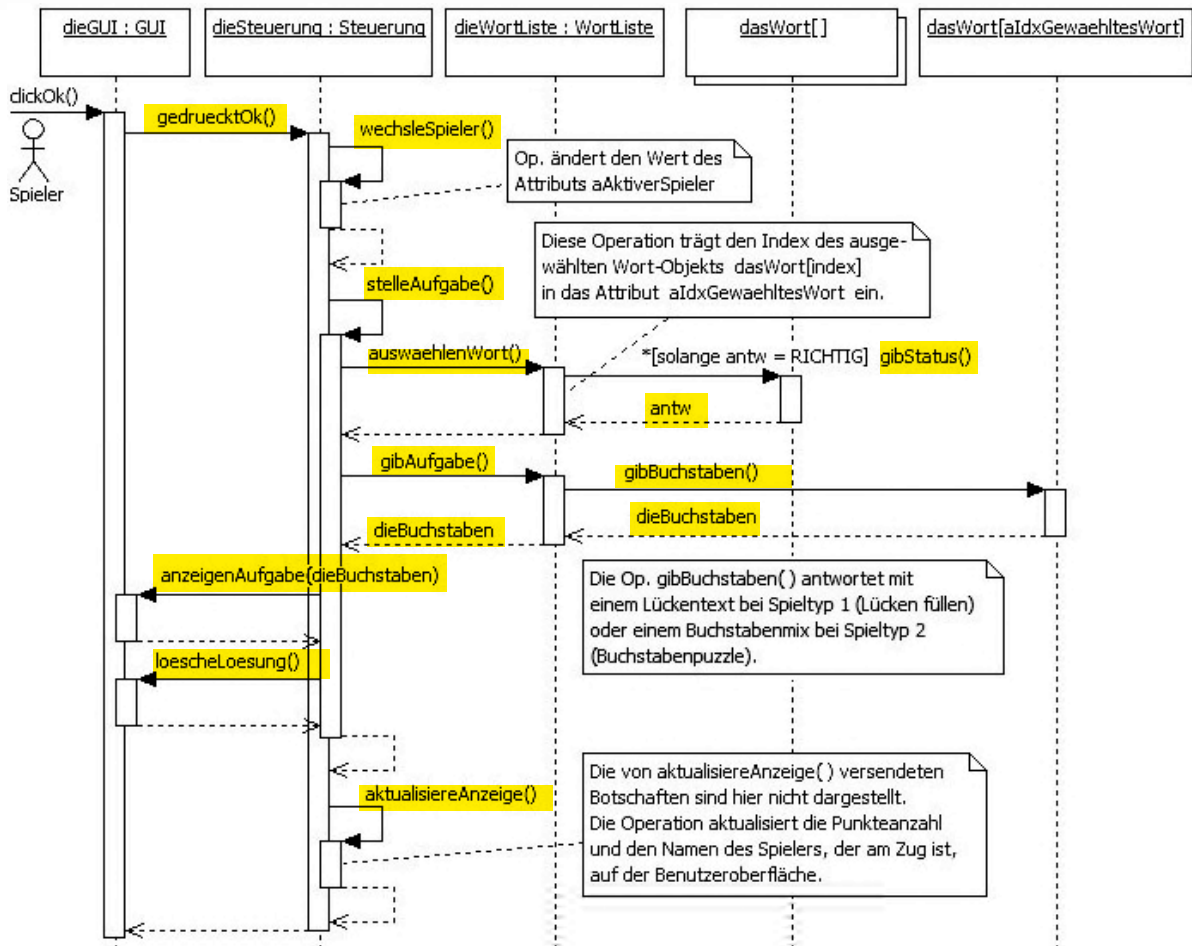 dieGUI : GUI
dieSteuerung : Steuerung
dieWortListe : WortListe
dasWort[ ]
dasWort[aIdxGewaehltesWort]
clickOk()
Spieler
gedruecktOk()
wechsleSpieler()
Op. ändert den Wert des
Attributs aAktiverSpieler
Diese Operation trägt den Index des ausge-
wählten Wort-Objekts dasWort[index]
in das Attribut aIdxGewaehltesWort ein.
stelleAufgabe()
auswaehlenWort()
*[solange antw = RICHTIG] gibStatus()
antw
gibAufgabe()
gibBuchstaben()
dieBuchstaben
dieBuchstaben
anzeigenAufgabe(dieBuchstaben)
Die Op. gibBuchstaben( ) antwortet mit
einem Lückentext bei Spieltyp 1 (Lücken füllen)
oder einem Buchstabenmix bei Spieltyp 2
(Buchstabenpuzzle).
loescheLoesung()
aktualisiereAnzeige()
Die von aktualisiereAnzeige( ) versendeten
Botschaften sind hier nicht dargestellt.
Die Operation aktualisiert die Punkteanzahl
und den Namen des Spielers, der am Zug ist,
auf der Benutzeroberfläche.